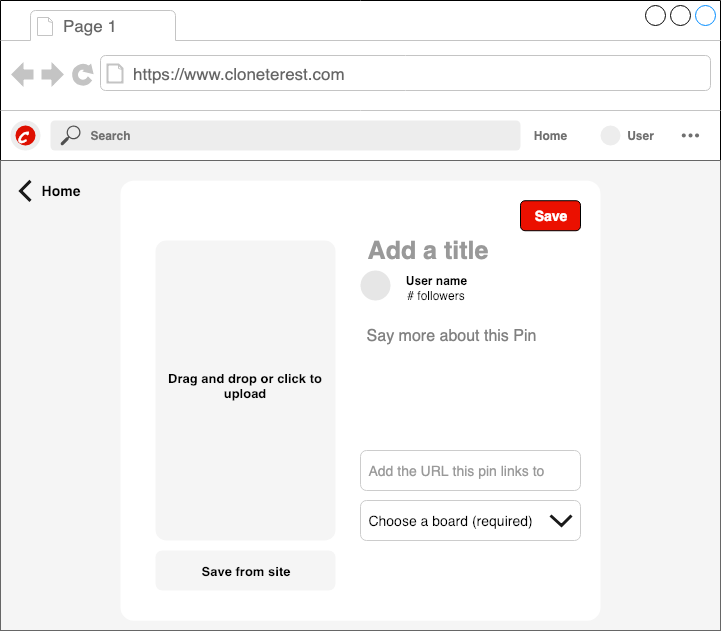 Page 1
https://www.cloneterest.com
Search
Home
User
Home
Save
Add a title
User name
# followers
Say more about this Pin
Drag and drop or click to
upload
Add the URL this pin links to
Choose a board (required)
Save from site